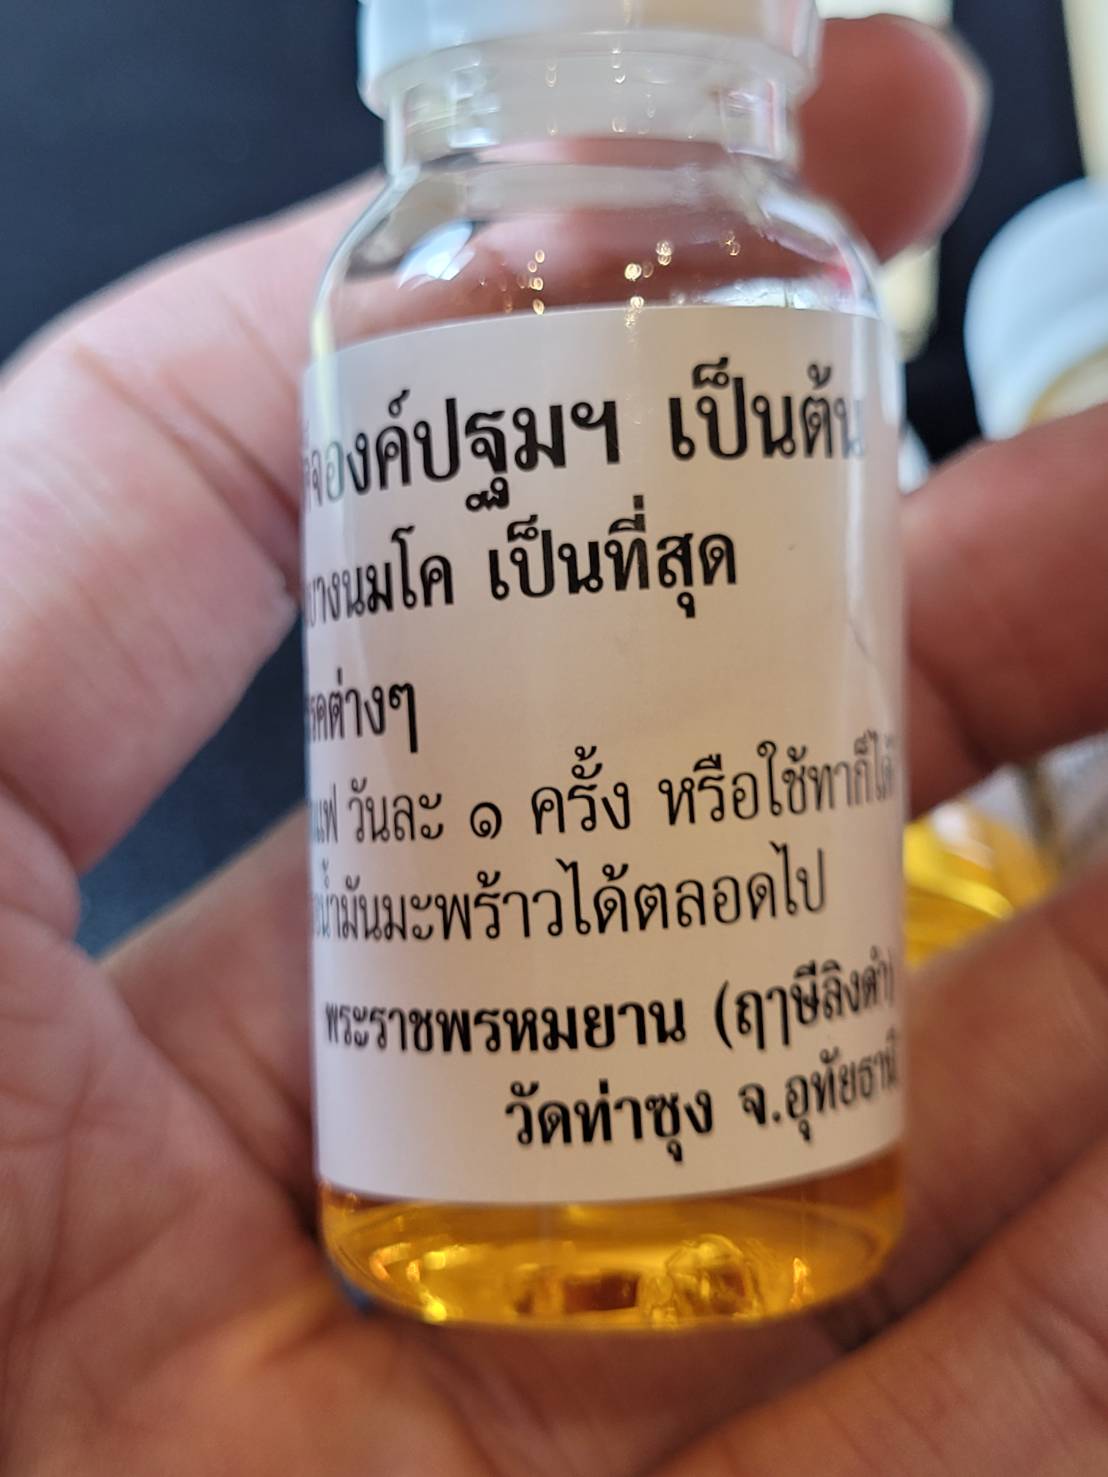 องค์ปฐมฯ เป็นต้น
บางนมโค เป็นที่สุด
ต่างๆ
วันละ ๑ ครั้ง หรือใช้ทาก็ได้
น้ำมันมะพร้าวได้ตลอดไป
พระราชพรหมยาน (ฤๅษีลิงดำ)
วัดท่าซุง จ.อุทัยธานี